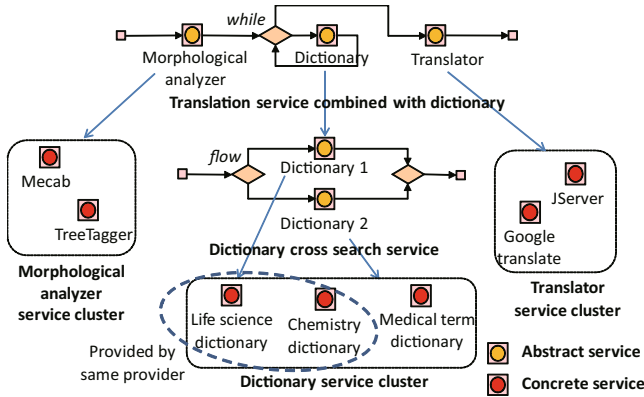 while
Morphological
analyzer
Dictionary
Translator
Translation service combined with dictionary
flow
Dictionary 1
Dictionary 2
Dictionary cross search service
Mecab
TreeTagger
Morphological
analyzer
service cluster
JServer
Google
translate
Translator
service cluster
Life science
dictionary
Chemistry
dictionary
Medical term
dictionary
Provided by
same provider
Dictionary service cluster
Abstract service
Concrete service